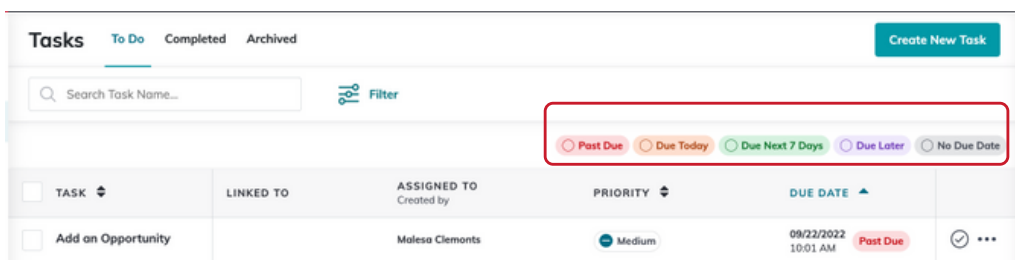 Tasks To Do Completed Archived Create New Task
Search Task Name... Filter
Past Due Due Today Due Next 7 Days Due Later No Due Date
TASK LINKED TO ASSIGNED TO PRIORITY DUE DATE
Created by
Add an Opportunity Malesa Clemonts Medium 09/22/2022 Past Due
10:01 AM